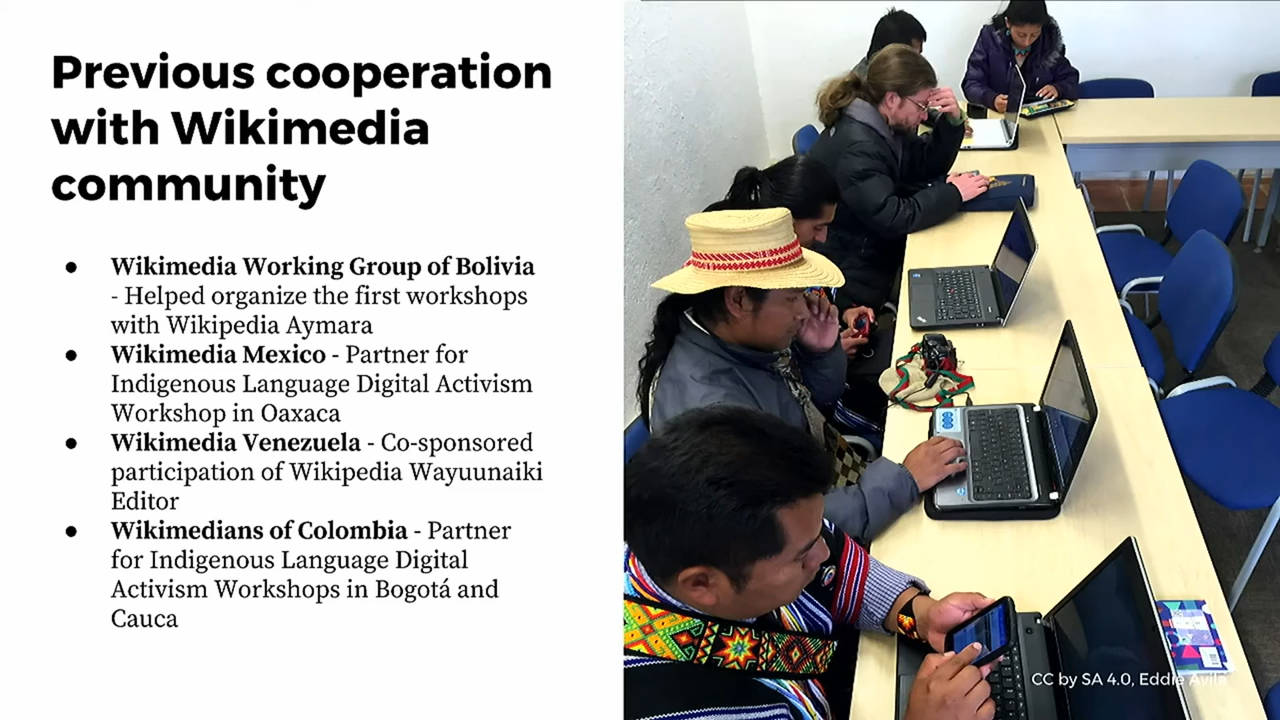 Previous cooperation
with Wikimedia
community
● Wikimedia Working Group of Bolivia
- Helped organize the first workshops
with Wikipedia Aymara
● Wikimedia Mexico - Partner for
Indigenous Language Digital Activism
Workshop in Oaxaca
● Wikimedia Venezuela - Co-sponsored
participation of Wikipedia Wayuunaiki
Editor
● Wikimedians of Colombia - Partner
for Indigenous Language Digital
Activism Workshops in Bogotá and
Cauca
CC by SA 4.0, Eddie Avila